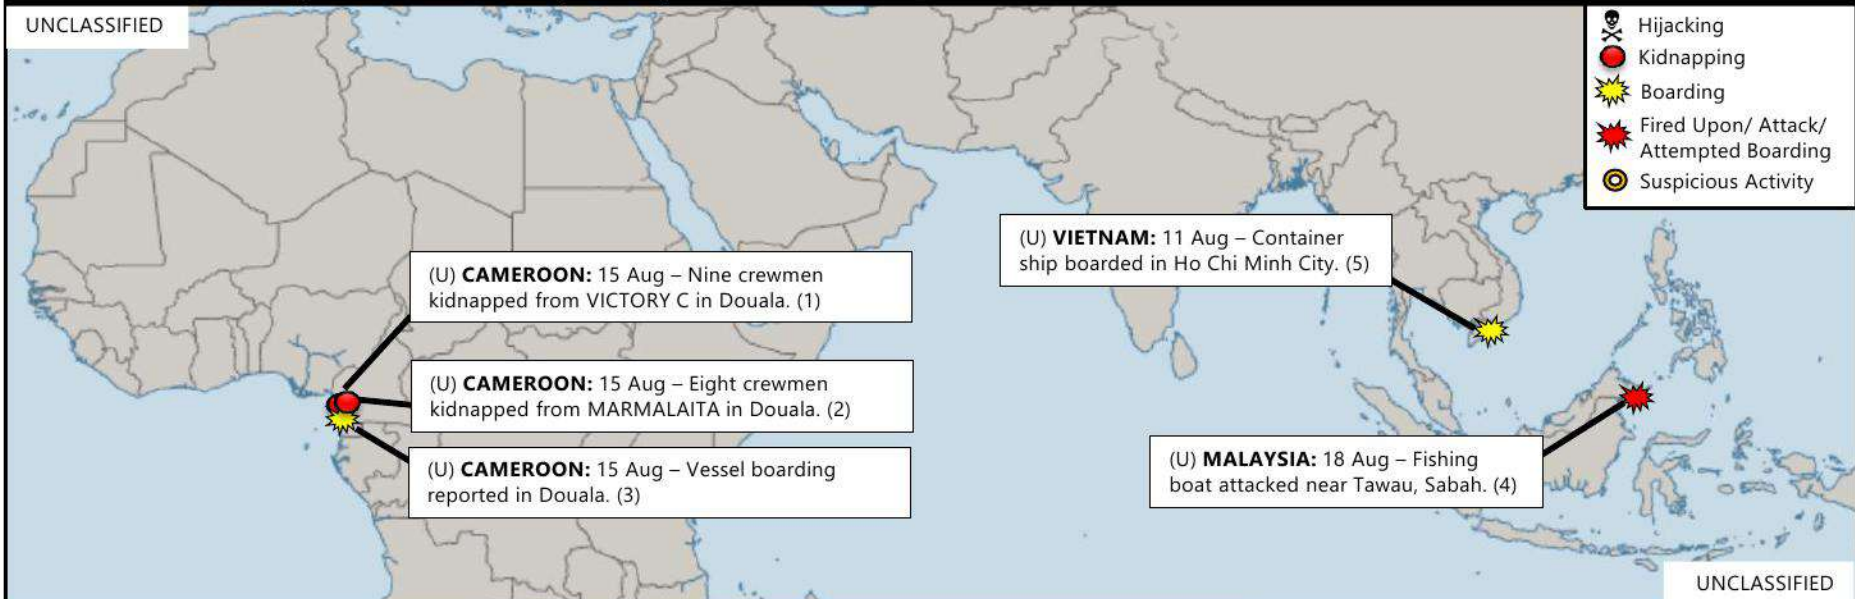 UNCLASSIFIED
Hijacking
Kidnapping
Boarding
Fired Upon/ Attack/
Attempted Boarding
Suspicious Activity
(U) VIETNAM: 11 Aug – Container
ship boarded in Ho Chi Minh City. (5)
(U) CAMEROON: 15 Aug – Nine crewmen
kidnapped from VICTORY C in Douala. (1)
(U) CAMEROON: 15 Aug – Eight crewmen
kidnapped from MARMALAITA in Douala. (2)
(U) CAMEROON: 15 Aug – Vessel boarding
reported in Douala. (3)
(U) MALAYSIA: 18 Aug – Fishing
boat attacked near Tawau, Sabah. (4)
UNCLASSIFIED